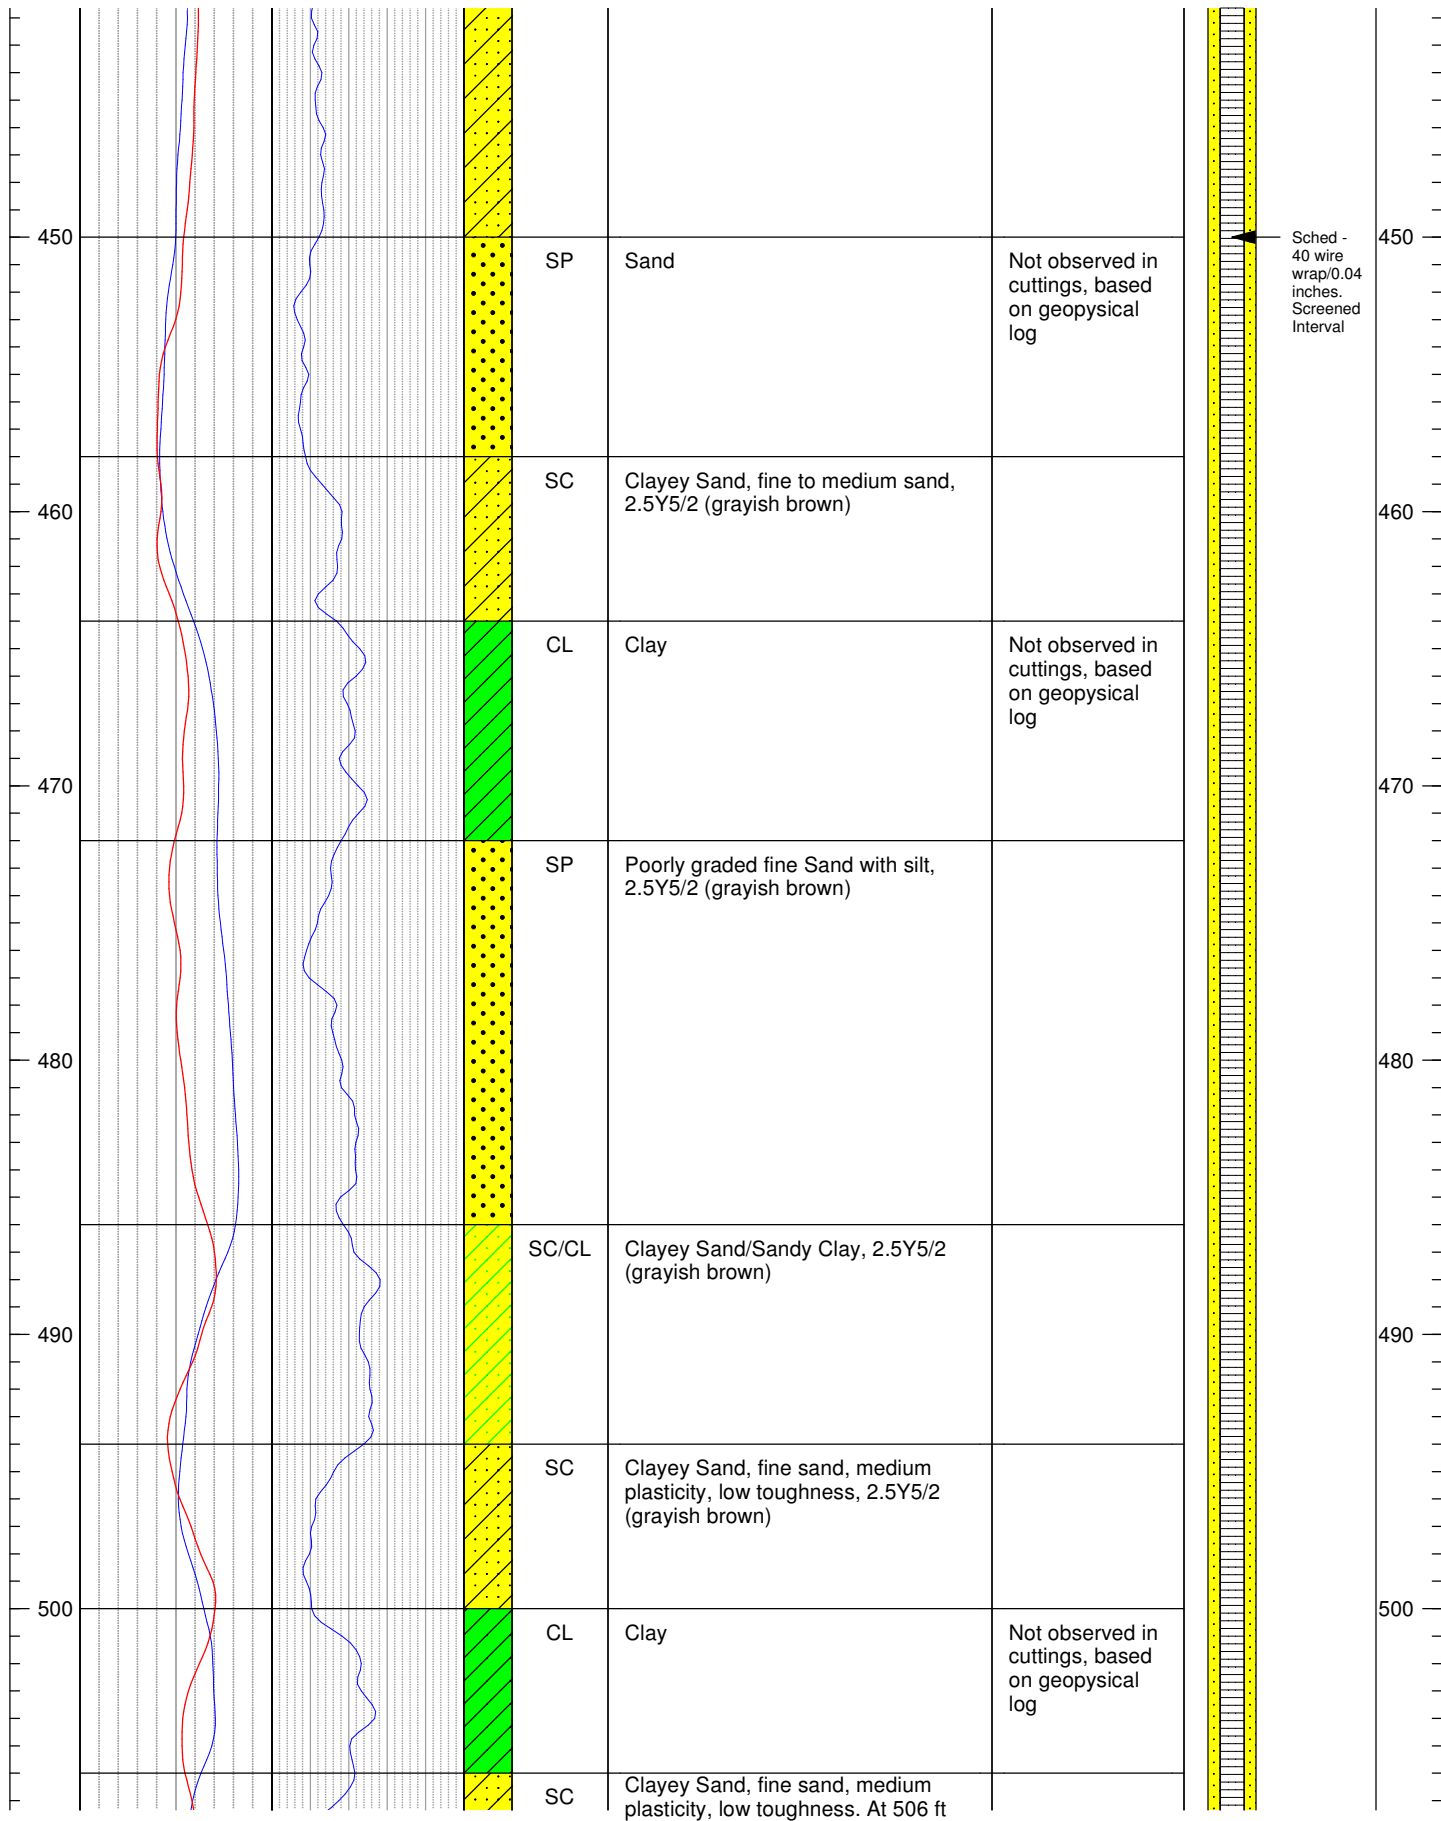 450
SP
Sand
Not observed in
cuttings, based
on geopysical
log
Sched -
40 wire
wrap/0.04
inches.
Screened
Interval
450
SC
Clayey Sand, fine to medium sand,
2.5Y5/2 (grayish brown)
460
460
CL
Clay
Not observed in
cuttings, based
on geopysical
log
470
470
SP
Poorly graded fine Sand with silt,
2.5Y5/2 (grayish brown)
480
480
SC/CL
Clayey Sand/Sandy Clay, 2.5Y5/2
(grayish brown)
490
490
SC
Clayey Sand, fine sand, medium
plasticity, low toughness, 2.5Y5/2
(grayish brown)
500
500
CL
Clay
Not observed in
cuttings, based
on geopysical
log
SC
Clayey Sand, fine sand, medium
plasticity, low toughness. At 506 ft